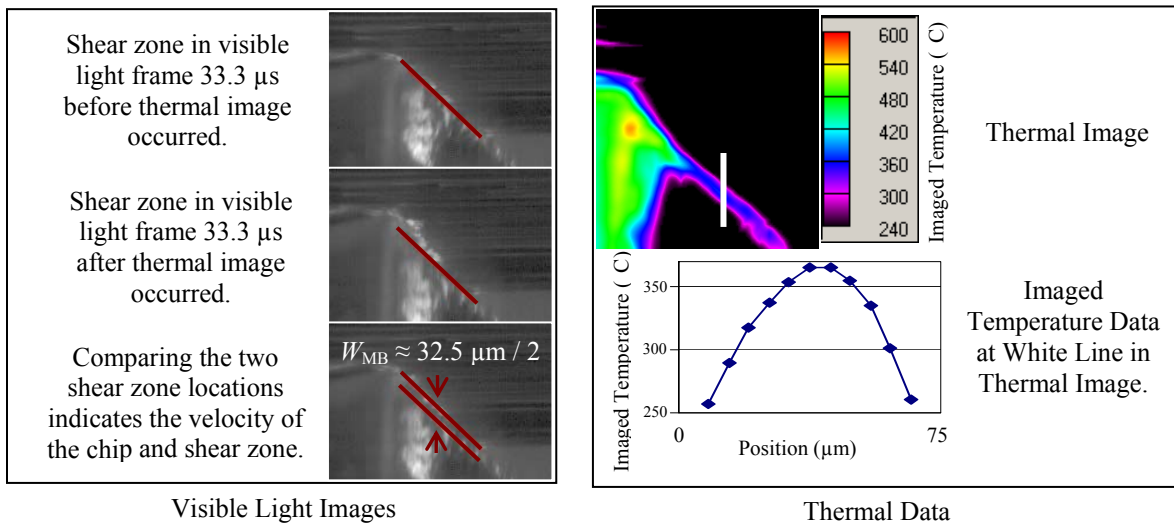 Shear zone in visible
light frame 33.3 µs
before thermal image
occurred.
Shear zone in visible
light frame 33.3 µs
after thermal image
occurred.
Comparing the two
shear zone locations
indicates the velocity of
the chip and shear zone.
W_MB ≈ 32.5 µm / 2
Visible Light Images
600
540
480
420
360
300
240
Imaged Temperature ( C)
Thermal Image
Imaged Temperature ( C)
350
300
250
0
75
Position (µm)
Imaged
Temperature Data
at White Line in
Thermal Image.
Thermal Data